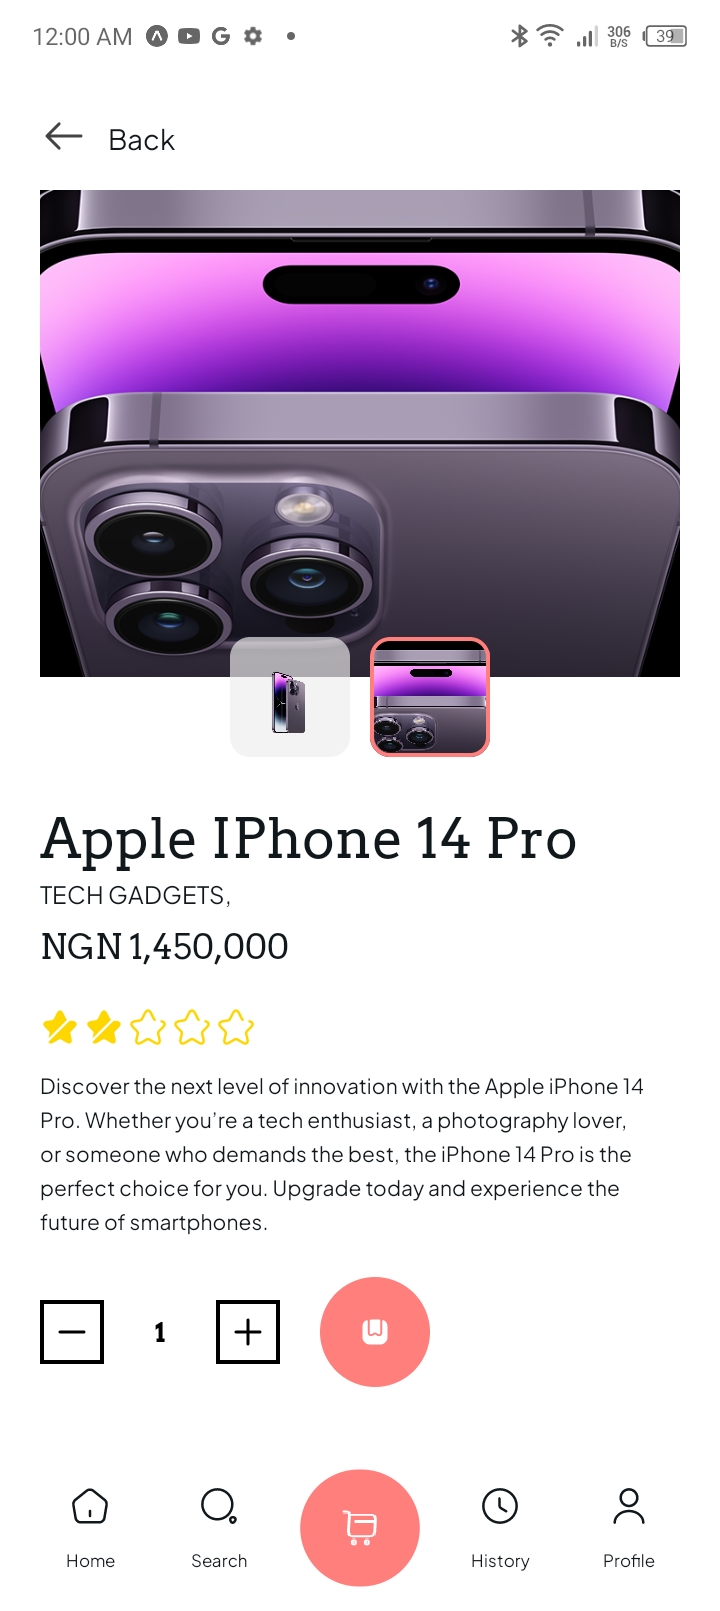 12:00 AM
306
B/S
39
Back
Apple IPhone 14 Pro
TECH GADGETS,
NGN 1,450,000
Discover the next level of innovation with the Apple iPhone 14
Pro. Whether you’re a tech enthusiast, a photography lover,
or someone who demands the best, the iPhone 14 Pro is the
perfect choice for you. Upgrade today and experience the
future of smartphones.
1
Home
Search
History
Profile